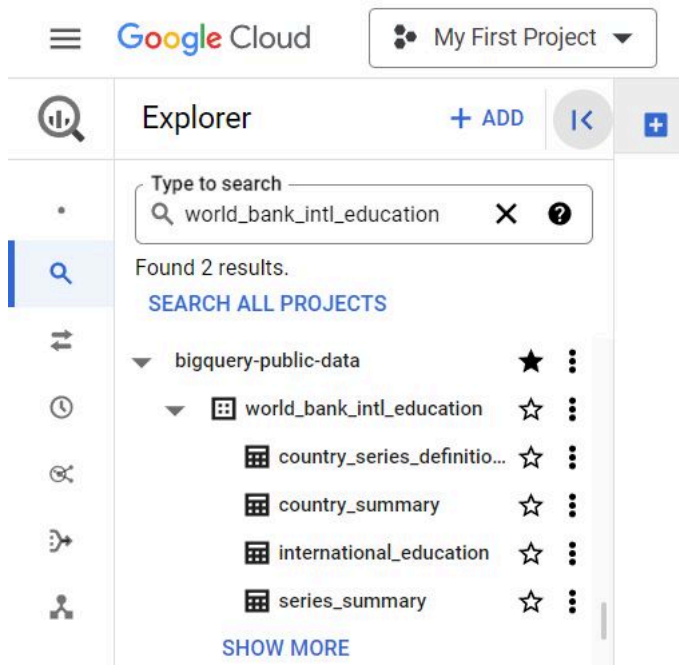 Google Cloud
My First Project
Explorer
+ ADD
Type to search
world_bank_intl_education
Found 2 results.
SEARCH ALL PROJECTS
bigquery-public-data
world_bank_intl_education
country_series_definitio...
country_summary
international_education
series_summary
SHOW MORE